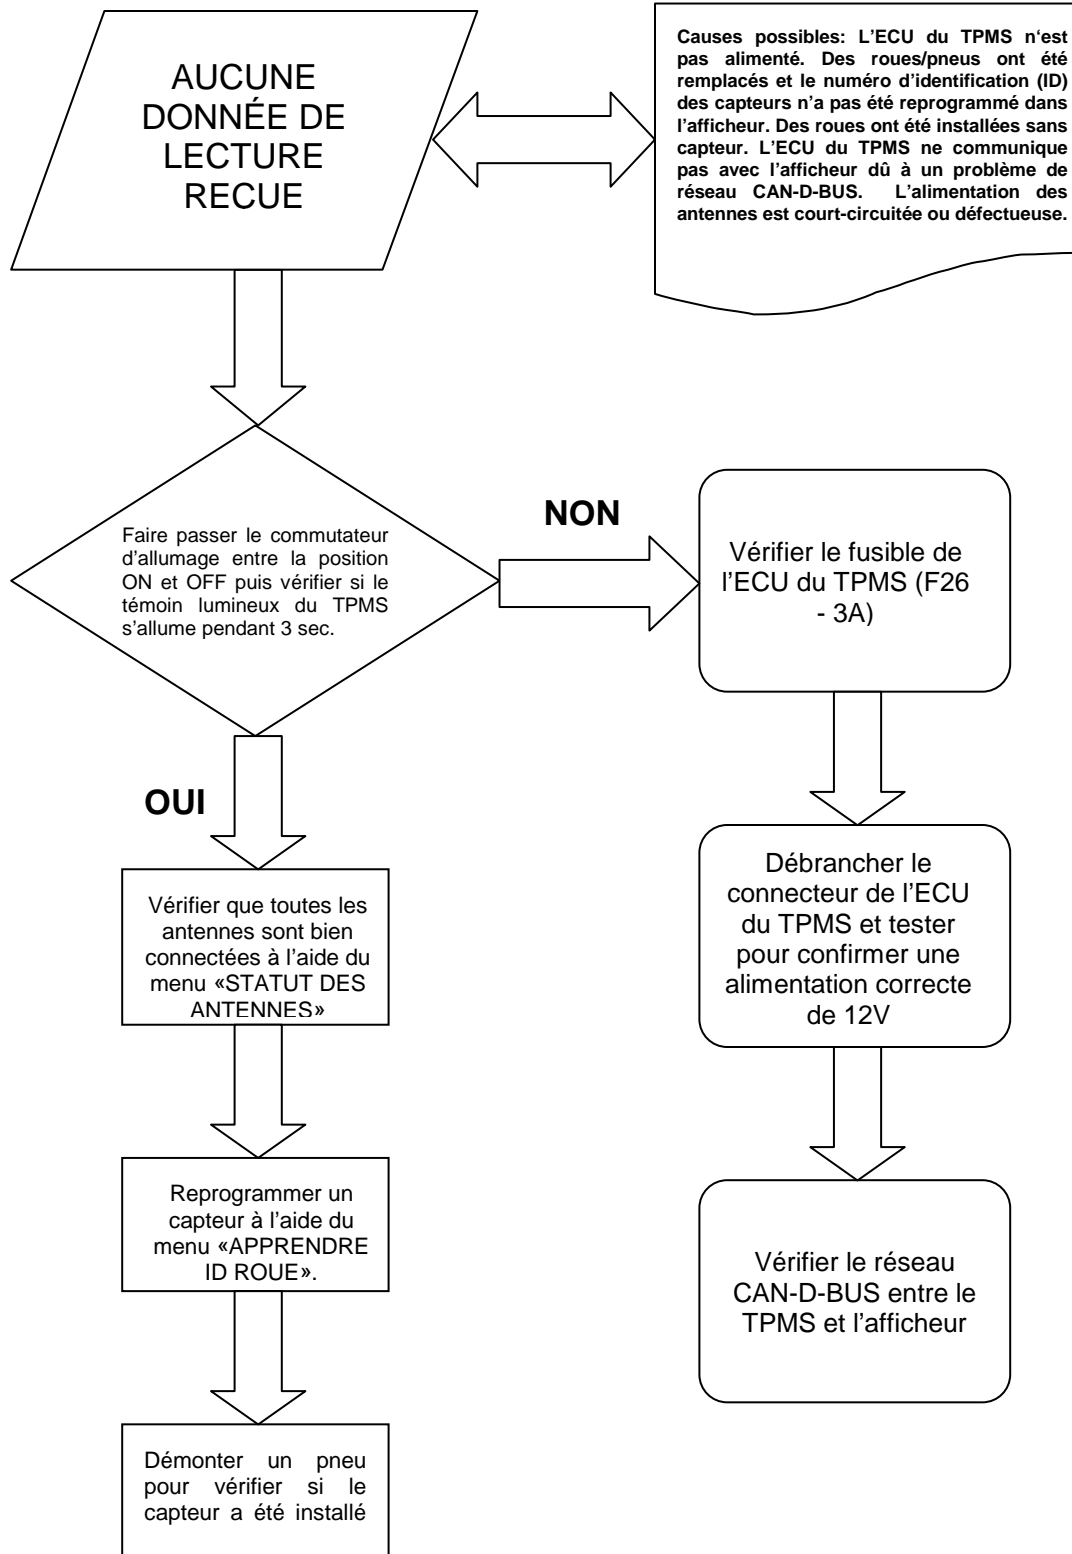 AUCUNE
DONNÉE DE
LECTURE
RECUE
Causes possibles: L’ECU du TPMS n‘est
pas alimenté. Des roues/pneus ont été
remplacés et le numéro d’identification (ID)
des capteurs n’a pas été reprogrammé dans
l’afficheur. Des roues ont été installées sans
capteur. L’ECU du TPMS ne communique
pas avec l’afficheur dû à un problème de
réseau CAN-D-BUS. L’alimentation des
antennes est court-circuitée ou défectueuse.
Faire passer le commutateur
d’allumage entre la position
ON et OFF puis vérifier si le
témoin lumineux du TPMS
s’allume pendant 3 sec.
NON
Vérifier le fusible de
l’ECU du TPMS (F26
- 3A)
OUI
Vérifier que toutes les
antennes sont bien
connectées à l’aide du
menu «STATUT DES
ANTENNES»
Débrancher le
connecteur de l’ECU
du TPMS et tester
pour confirmer une
alimentation correcte
de 12V
Reprogrammer un
capteur à l’aide du
menu «APPRENDRE
ID ROUE».
Vérifier le réseau
CAN-D-BUS entre le
TPMS et l’afficheur
Démonter un pneu
pour vérifier si le
capteur a été installé